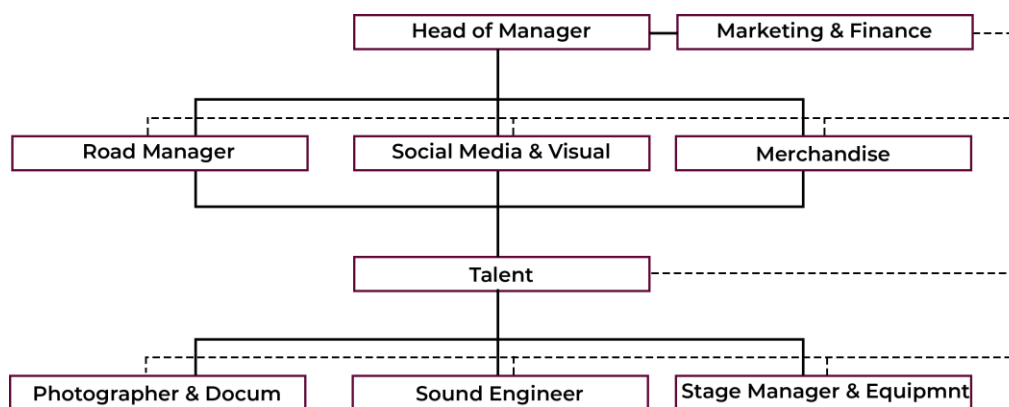 Head of Manager
Marketing & Finance
Road Manager
Social Media & Visual
Merchandise
Talent
Photographer & Docum
Sound Engineer
Stage Manager & Equipmnt